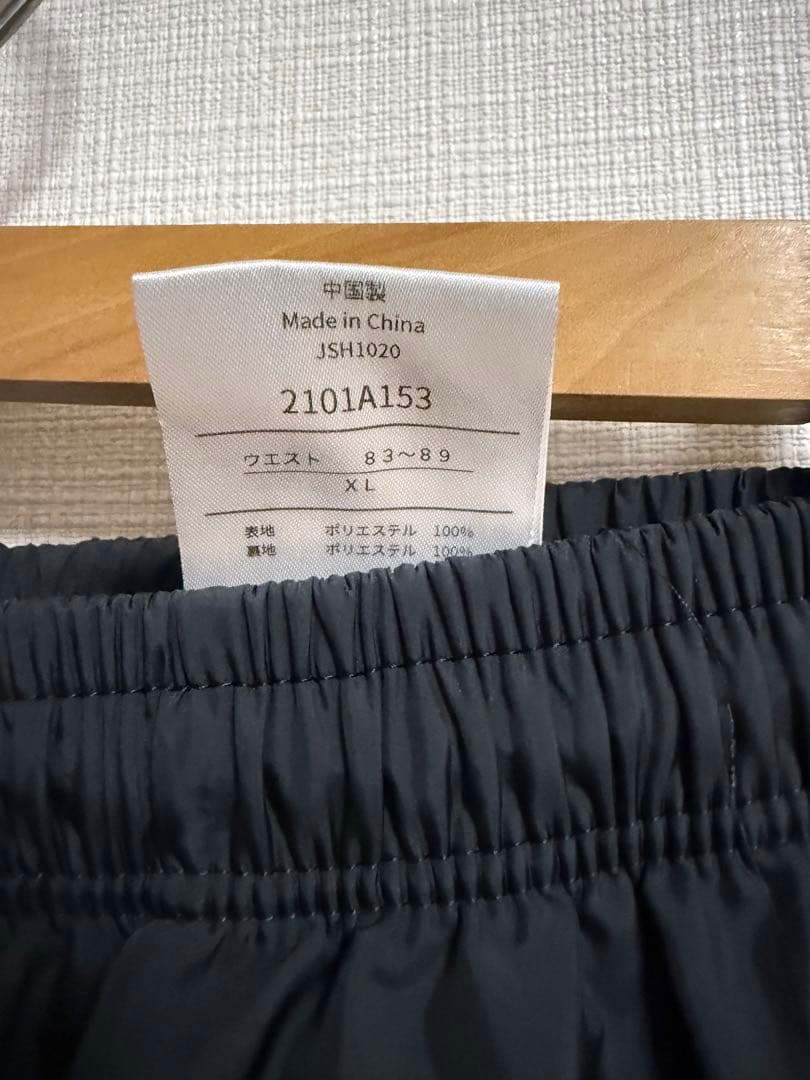 中国製
Made in China
JSH1020
2101A153
ウエスト 83〜89
XL
表地 ポリエステル 100%
裏地 ポリエステル 100%